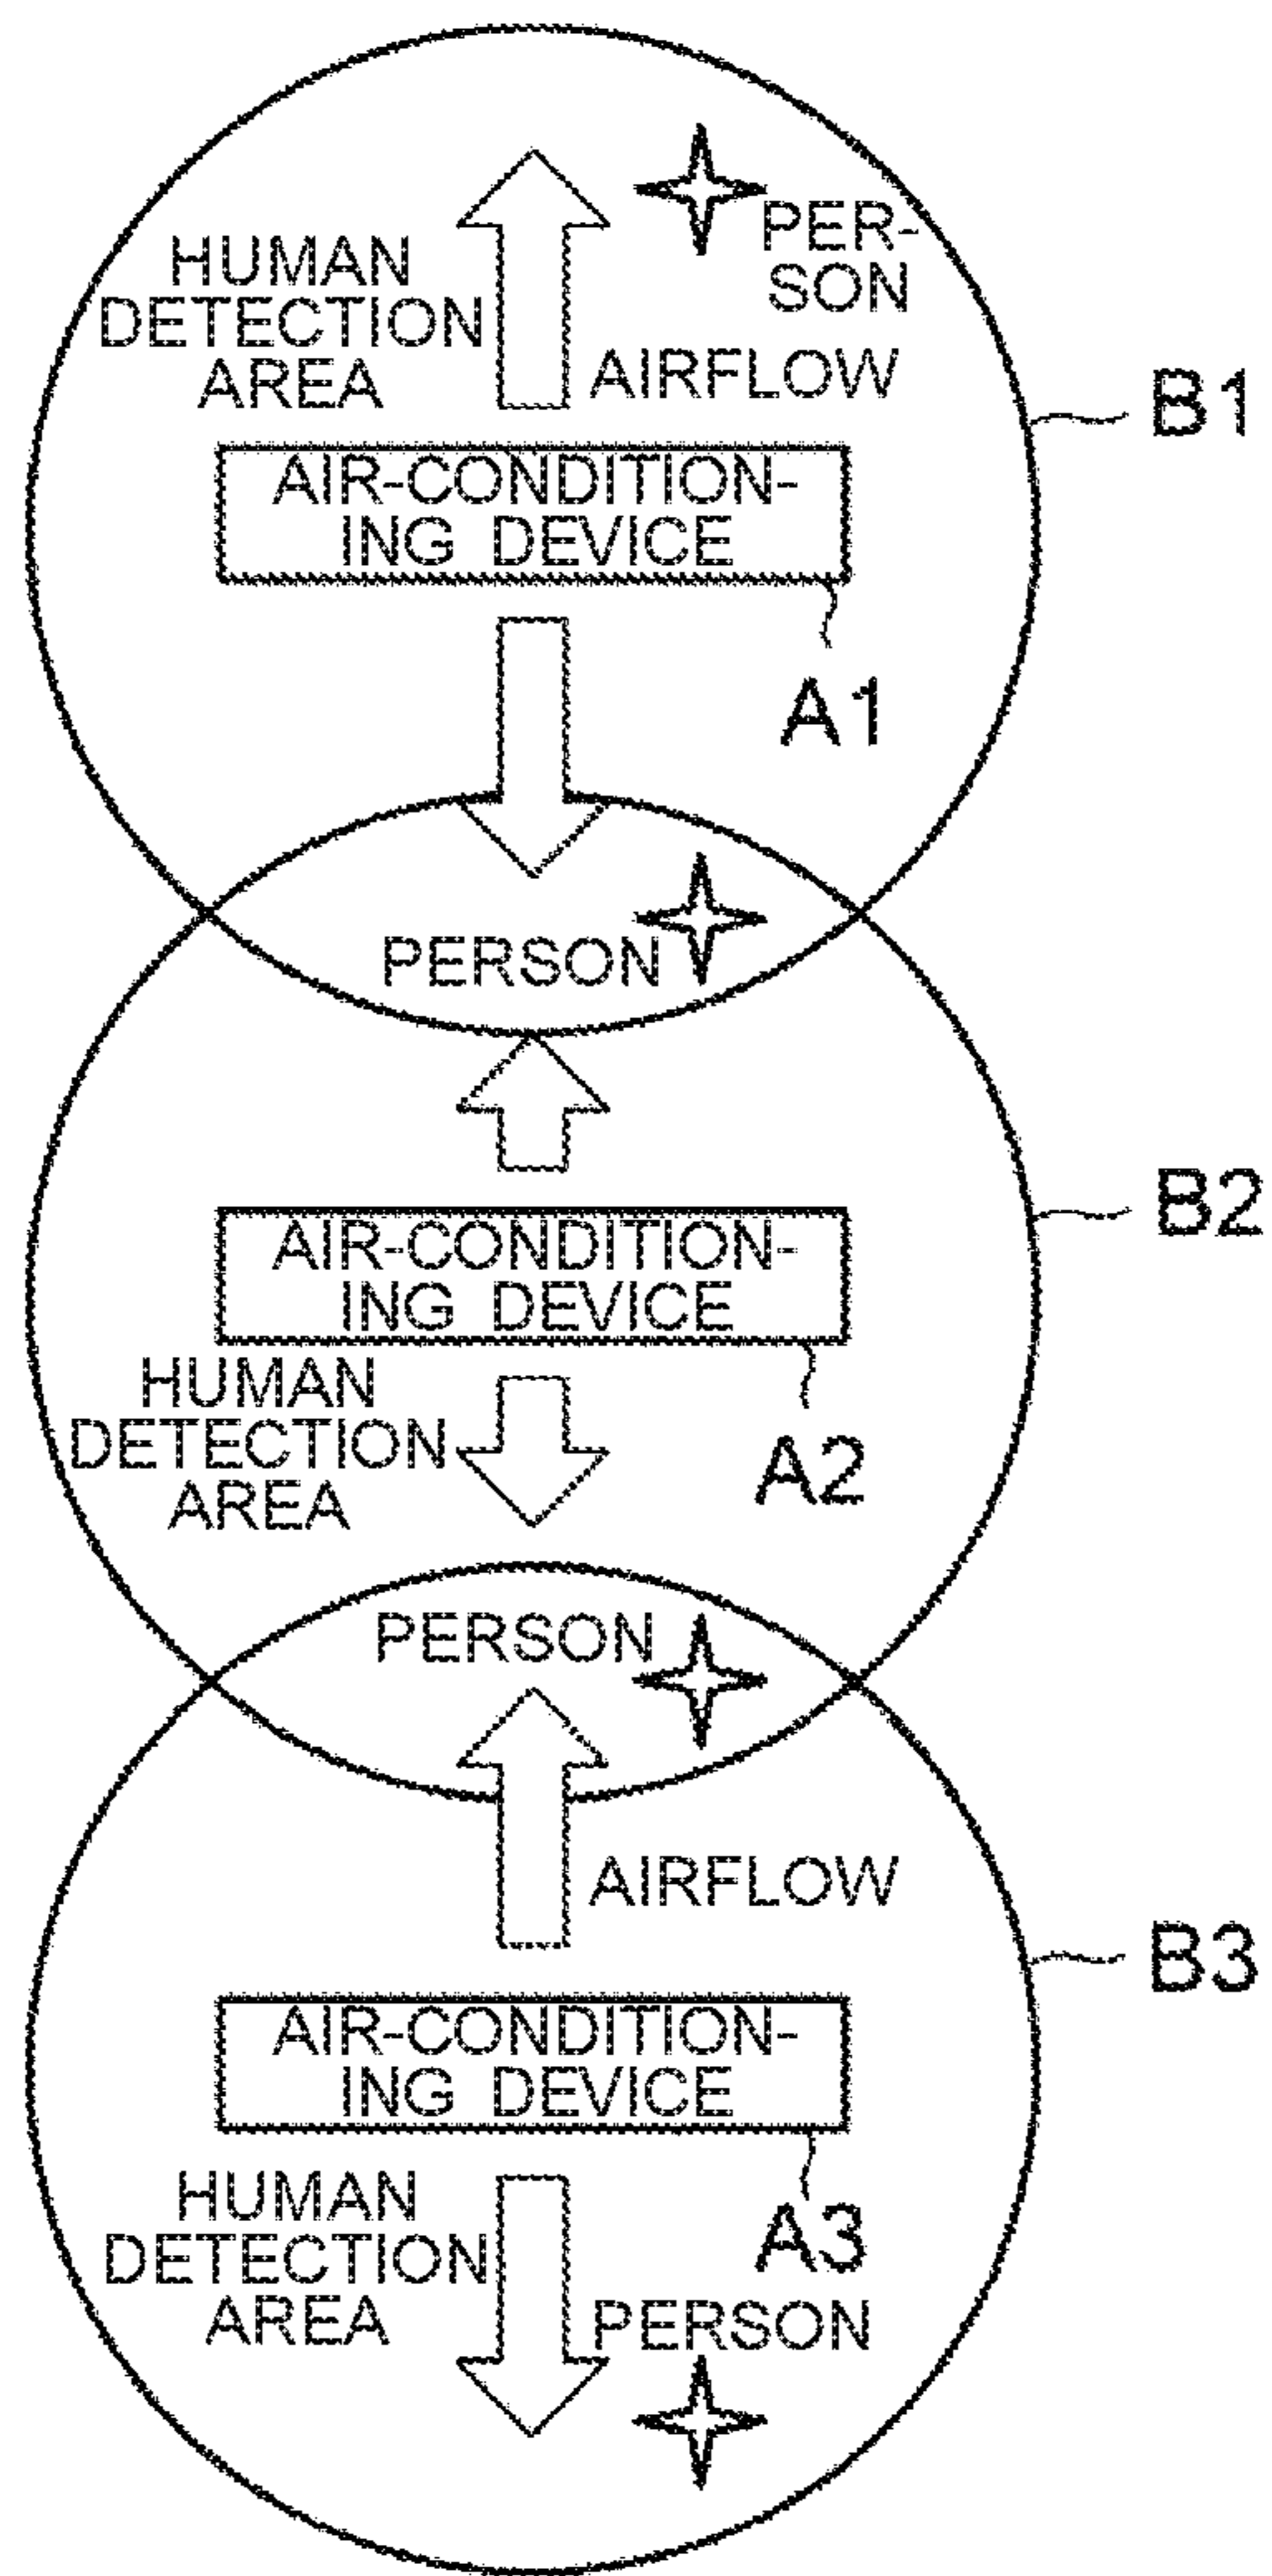 PER-
SON
HUMAN
DETECTION
AREA
AIRFLOW
B1
AIR-CONDITION-
ING DEVICE
A1
PERSON
B2
AIR-CONDITION-
ING DEVICE
HUMAN
DETECTION
AREA
A2
PERSON
AIRFLOW
B3
AIR-CONDITION-
ING DEVICE
HUMAN
DETECTION
AREA
A3
PERSON